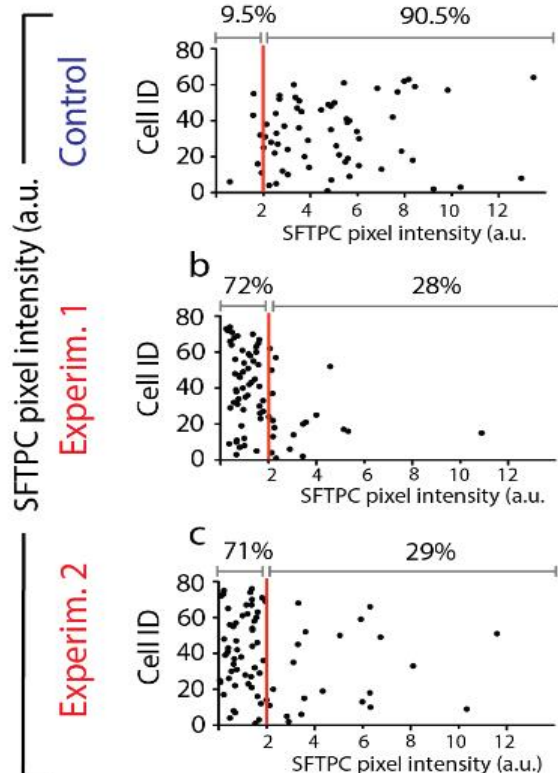 SFTPC pixel intensity (a.u.
Control
9.5% 90.5%
Cell ID
80
60
40
20
0
2 4 6 8 10 12
SFTPC pixel intensity (a.u.
b
Experim. 1
72% 28%
Cell ID
80
60
40
20
0
2 4 6 8 10 12
SFTPC pixel intensity (a.u.
c
Experim. 2
71% 29%
Cell ID
80
60
40
20
0
2 4 6 8 10 12
SFTPC pixel intensity (a.u.)